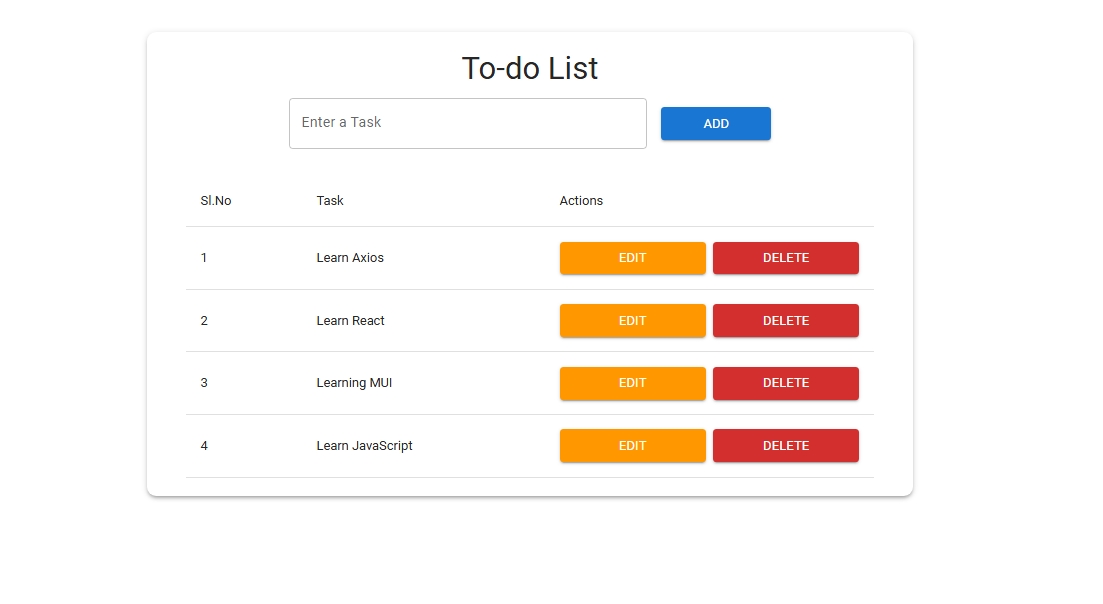 To-do List
Enter a Task ADD
Sl.No Task Actions
1 Learn Axios EDIT DELETE
2 Learn React EDIT DELETE
3 Learning MUI EDIT DELETE
4 Learn JavaScript EDIT DELETE